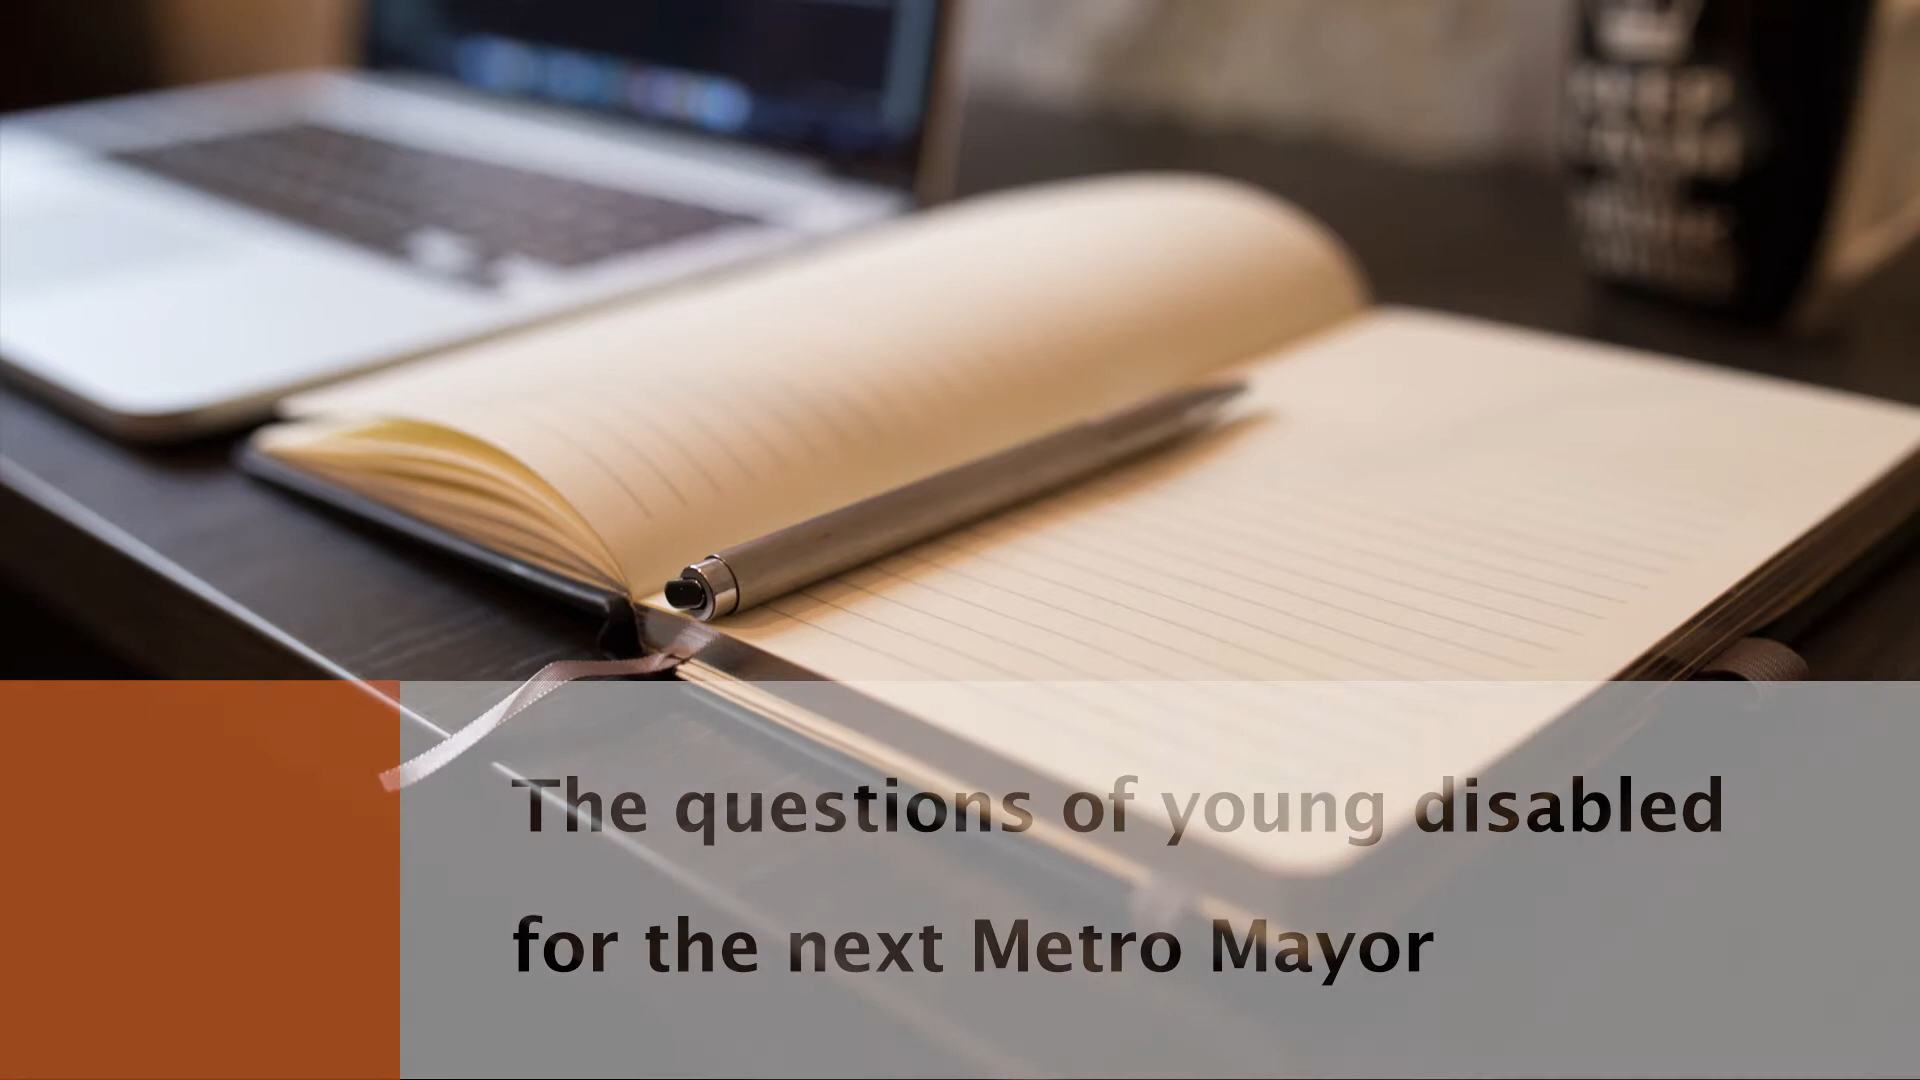 The questions of young disabled
for the next Metro Mayor